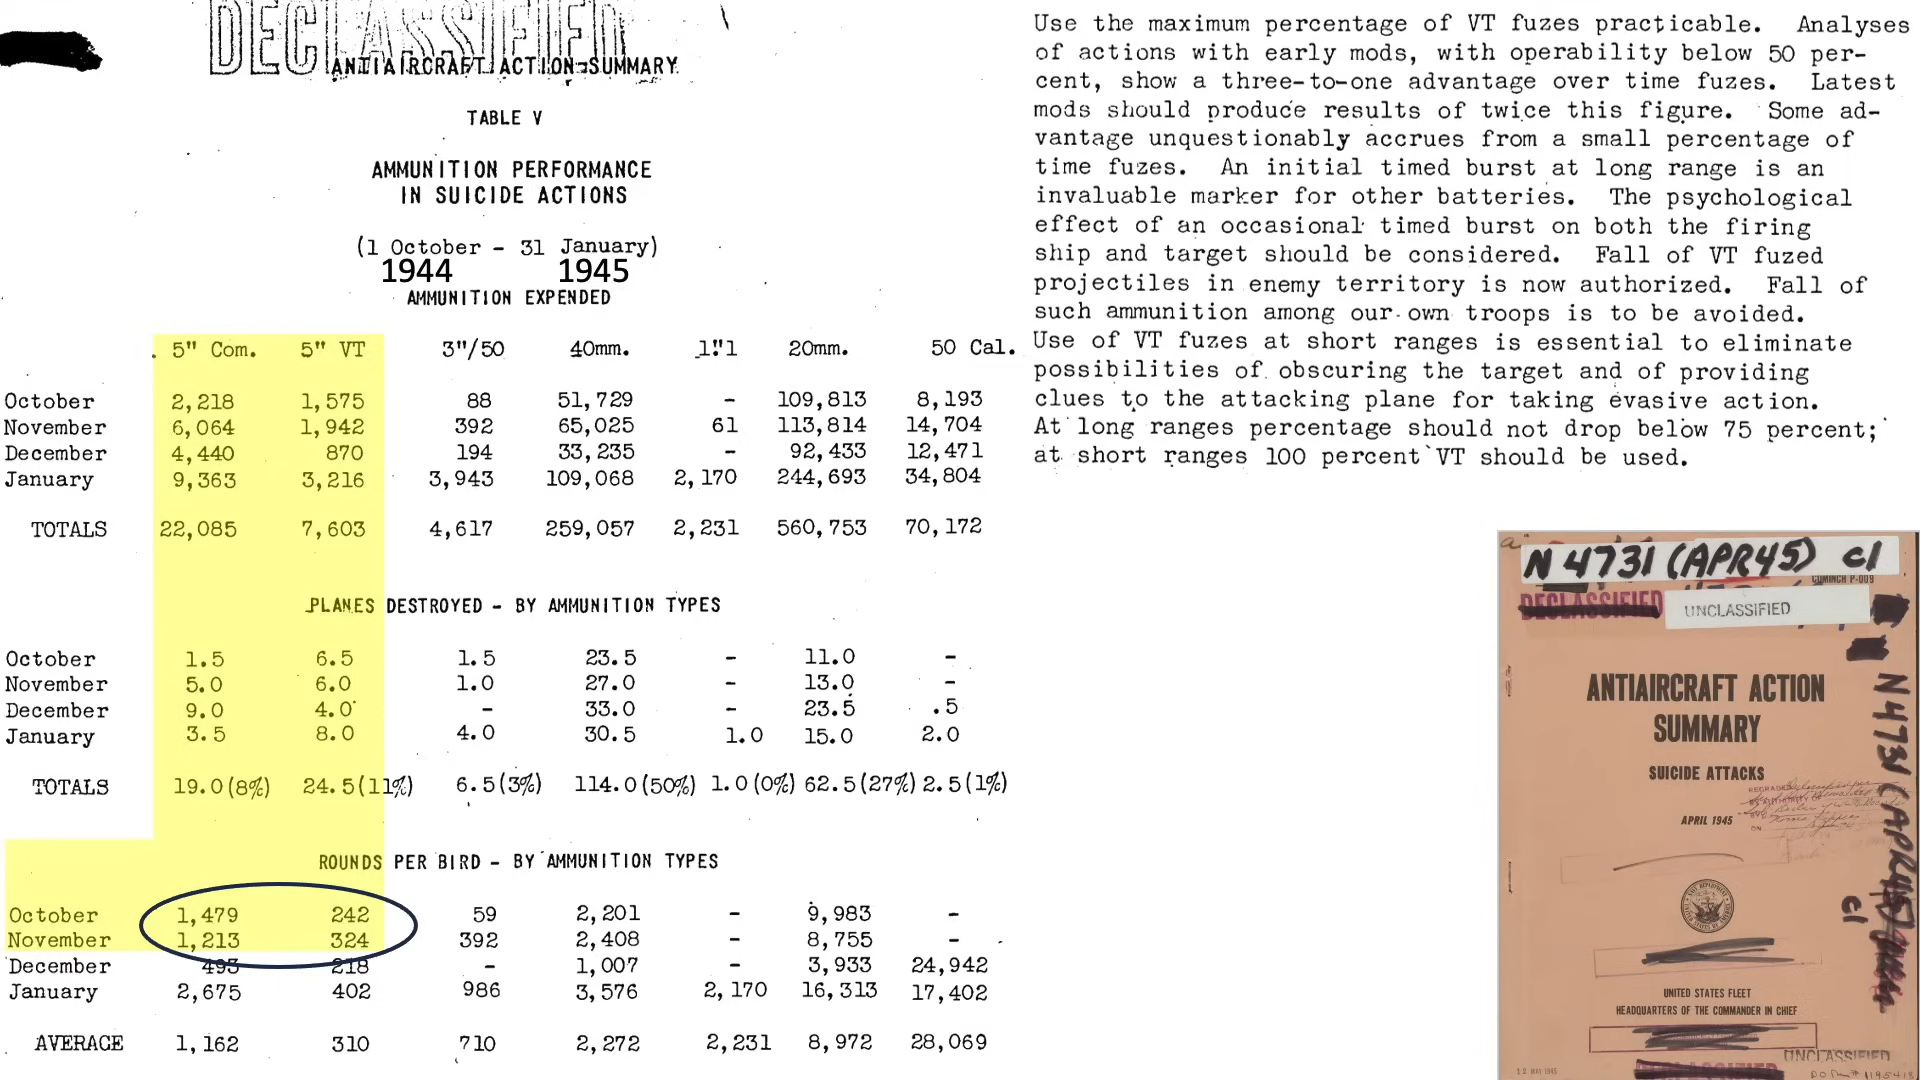 DECLASSIFIED
ANTIAIRCRAFT ACTION SUMMARY
TABLE V
AMMUNITION PERFORMANCE
IN SUICIDE ACTIONS
(1 October - 31 January)
1944 1945
AMMUNITION EXPENDED
5" Com. 5" VT 3"/50 40mm. 1"1 20mm. 50 Cal.
October 2,218 1,575 88 51,729 - 109,813 8,193
November 6,064 1,942 392 65,025 61 113,814 14,704
December 4,440 870 194 33,235 - 92,433 12,471
January 9,363 3,216 3,943 109,068 2,170 244,693 34,804
TOTALS 22,085 7,603 4,617 259,057 2,231 560,753 70,172
PLANES DESTROYED - BY AMMUNITION TYPES
October 1.5 6.5 1.5 23.5 - 11.0 -
November 5.0 6.0 1.0 27.0 - 13.0 -
December 9.0 4.0 - 33.0 - 23.5 .5
January 3.5 8.0 4.0 30.5 1.0 15.0 2.0
TOTALS 19.0(8%) 24.5(11%) 6.5(3%) 114.0(50%) 1.0(0%) 62.5(27%) 2.5(1%)
ROUNDS PER BIRD - BY AMMUNITION TYPES
October 1,479 242 59 2,201 - 9,983 -
November 1,213 324 392 2,408 - 8,755 -
December 493 218 - 1,007 - 3,933 24,942
January 2,675 402 986 3,576 2,170 16,313 17,402
AVERAGE 1,162 310 710 2,272 2,231 8,972 28,069
Use the maximum percentage of VT fuzes practicable. Analyses
of actions with early mods, with operability below 50 per-
cent, show a three-to-one advantage over time fuzes. Latest
mods should produce results of twice this figure. Some ad-
vantage unquestionably accrues from a small percentage of
time fuzes. An initial timed burst at long range is an
invaluable marker for other batteries. The psychological
effect of an occasional timed burst on both the firing
ship and target should be considered. Fall of VT fuzed
projectiles in enemy territory is now authorized. Fall of
such ammunition among our own troops is to be avoided.
Use of VT fuzes at short ranges is essential to eliminate
possibilities of obscuring the target and of providing
clues to the attacking plane for taking evasive action.
At long ranges percentage should not drop below 75 percent;
at short ranges 100 percent VT should be used.
N 4731 (APR45) c1
COMINCH P-009
DECLASSIFIED
UNCLASSIFIED
ANTIAIRCRAFT ACTION
SUMMARY
SUICIDE ATTACKS
APRIL 1945
N 4731 (APR45)
c1
UNITED STATES FLEET
HEADQUARTERS OF THE COMMANDER IN CHIEF
UNCLASSIFIED
12 MAY 1945